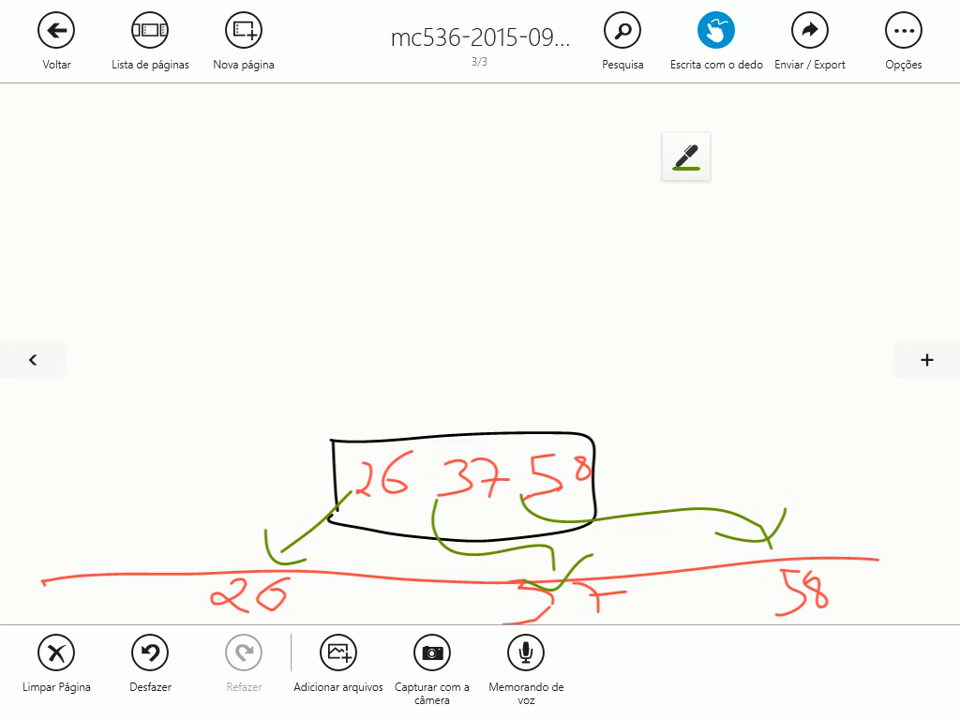 mc536-2015-09...
3/3
Voltar
Lista de páginas
Nova página
Pesquisa
Escrita com o dedo
Enviar / Export
Opções
<
+
26 37 58
26 37 58
Limpar Página
Desfazer
Refazer
Adicionar arquivos
Capturar com a
câmera
Memorando de
voz